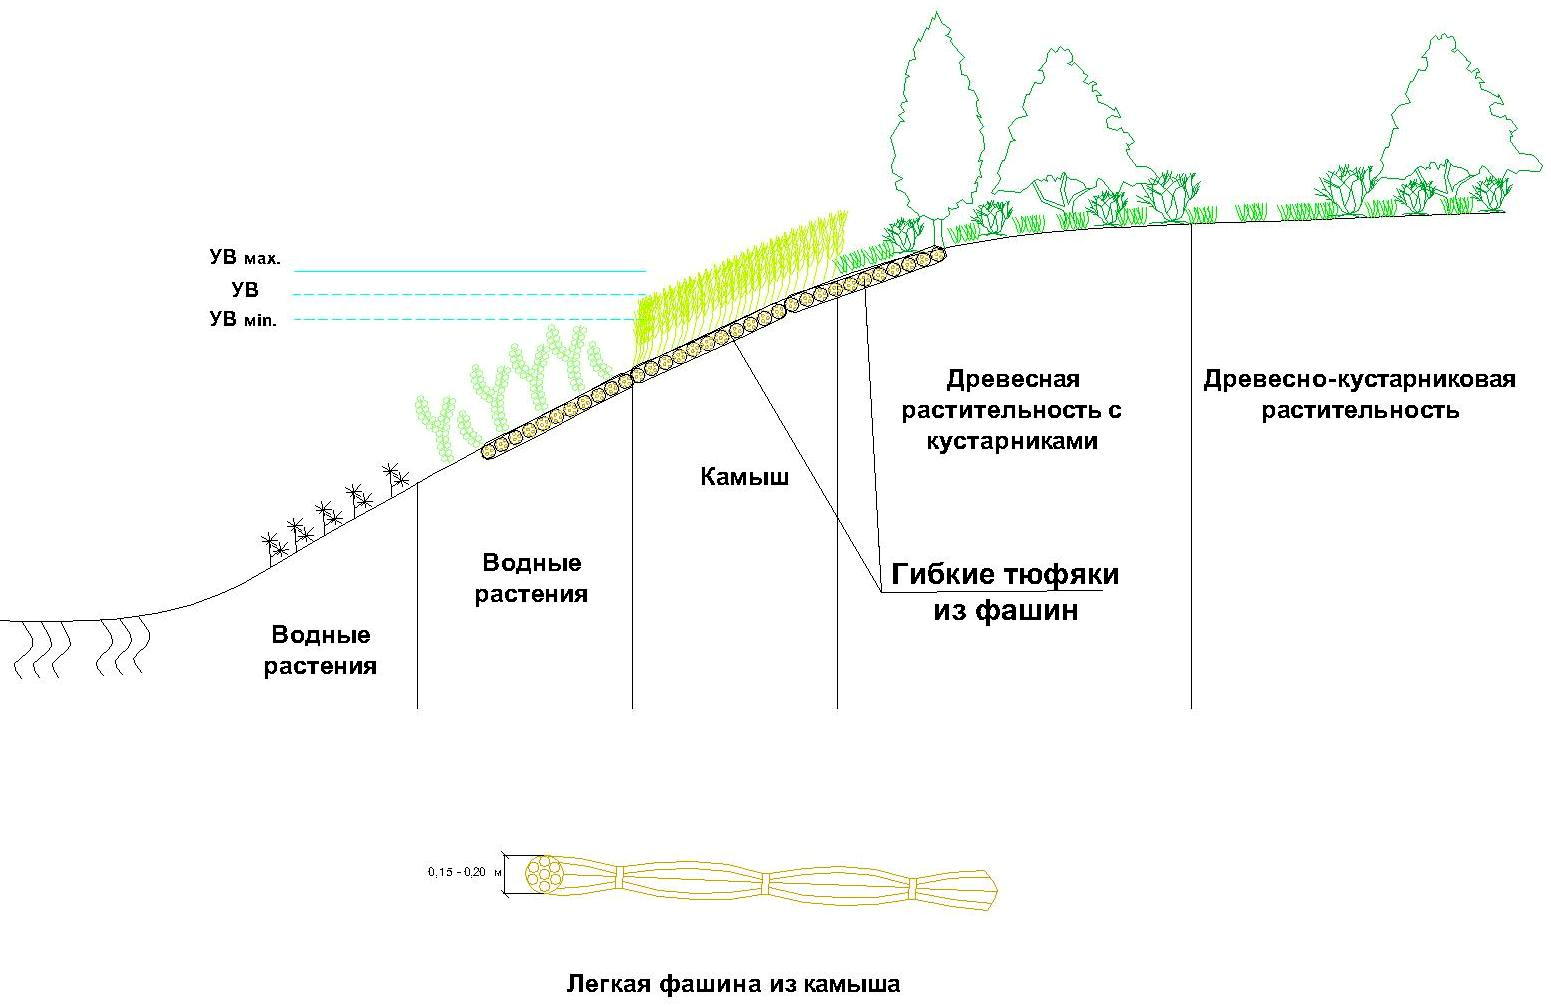 УВ мах.
УВ
УВ min.
Древесная
растительность с
кустарниками
Древесно-кустарниковая
растительность
Камыш
Водные
растения
Гибкие тюфяки
из фашин
Водные
растения
0,15 - 0,20 м
Легкая фашина из камыша